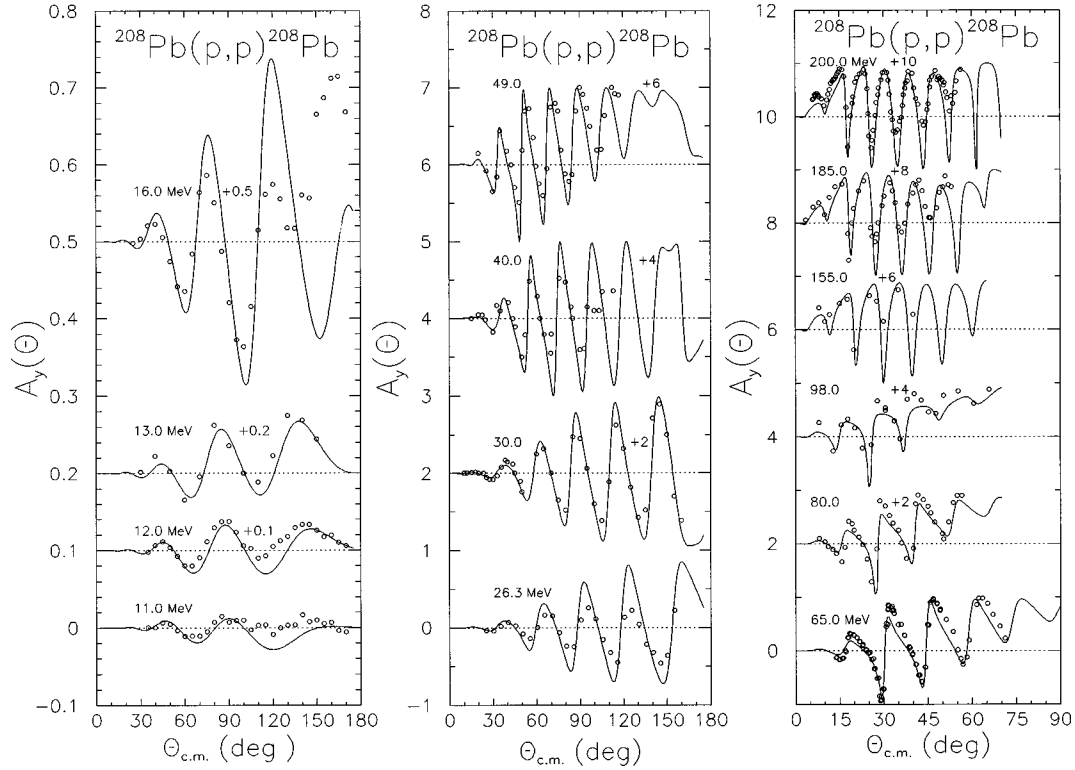 ²⁰⁸Pb(p,p)²⁰⁸Pb
0.8
0.7
0.6
0.5
0.4
0.3
0.2
0.1
0
−0.1
A_y(Θ)
16.0 MeV +0.5
13.0 MeV +0.2
12.0 MeV +0.1
11.0 MeV
0 30 60 90 120 150 180
Θ_c.m. (deg)
²⁰⁸Pb(p,p)²⁰⁸Pb
8
7
6
5
4
3
2
1
0
−1
A_y(Θ)
49.0 +6
40.0 +4
30.0 +2
26.3 MeV
0 30 60 90 120 150 180
Θ_c.m. (deg)
²⁰⁸Pb(p,p)²⁰⁸Pb
12
10
8
6
4
2
0
A_y(Θ)
200.0 MeV +10
185.0 +8
155.0 +6
98.0 +4
80.0 +2
65.0 MeV
0 15 30 45 60 75 90
Θ_c.m. (deg)